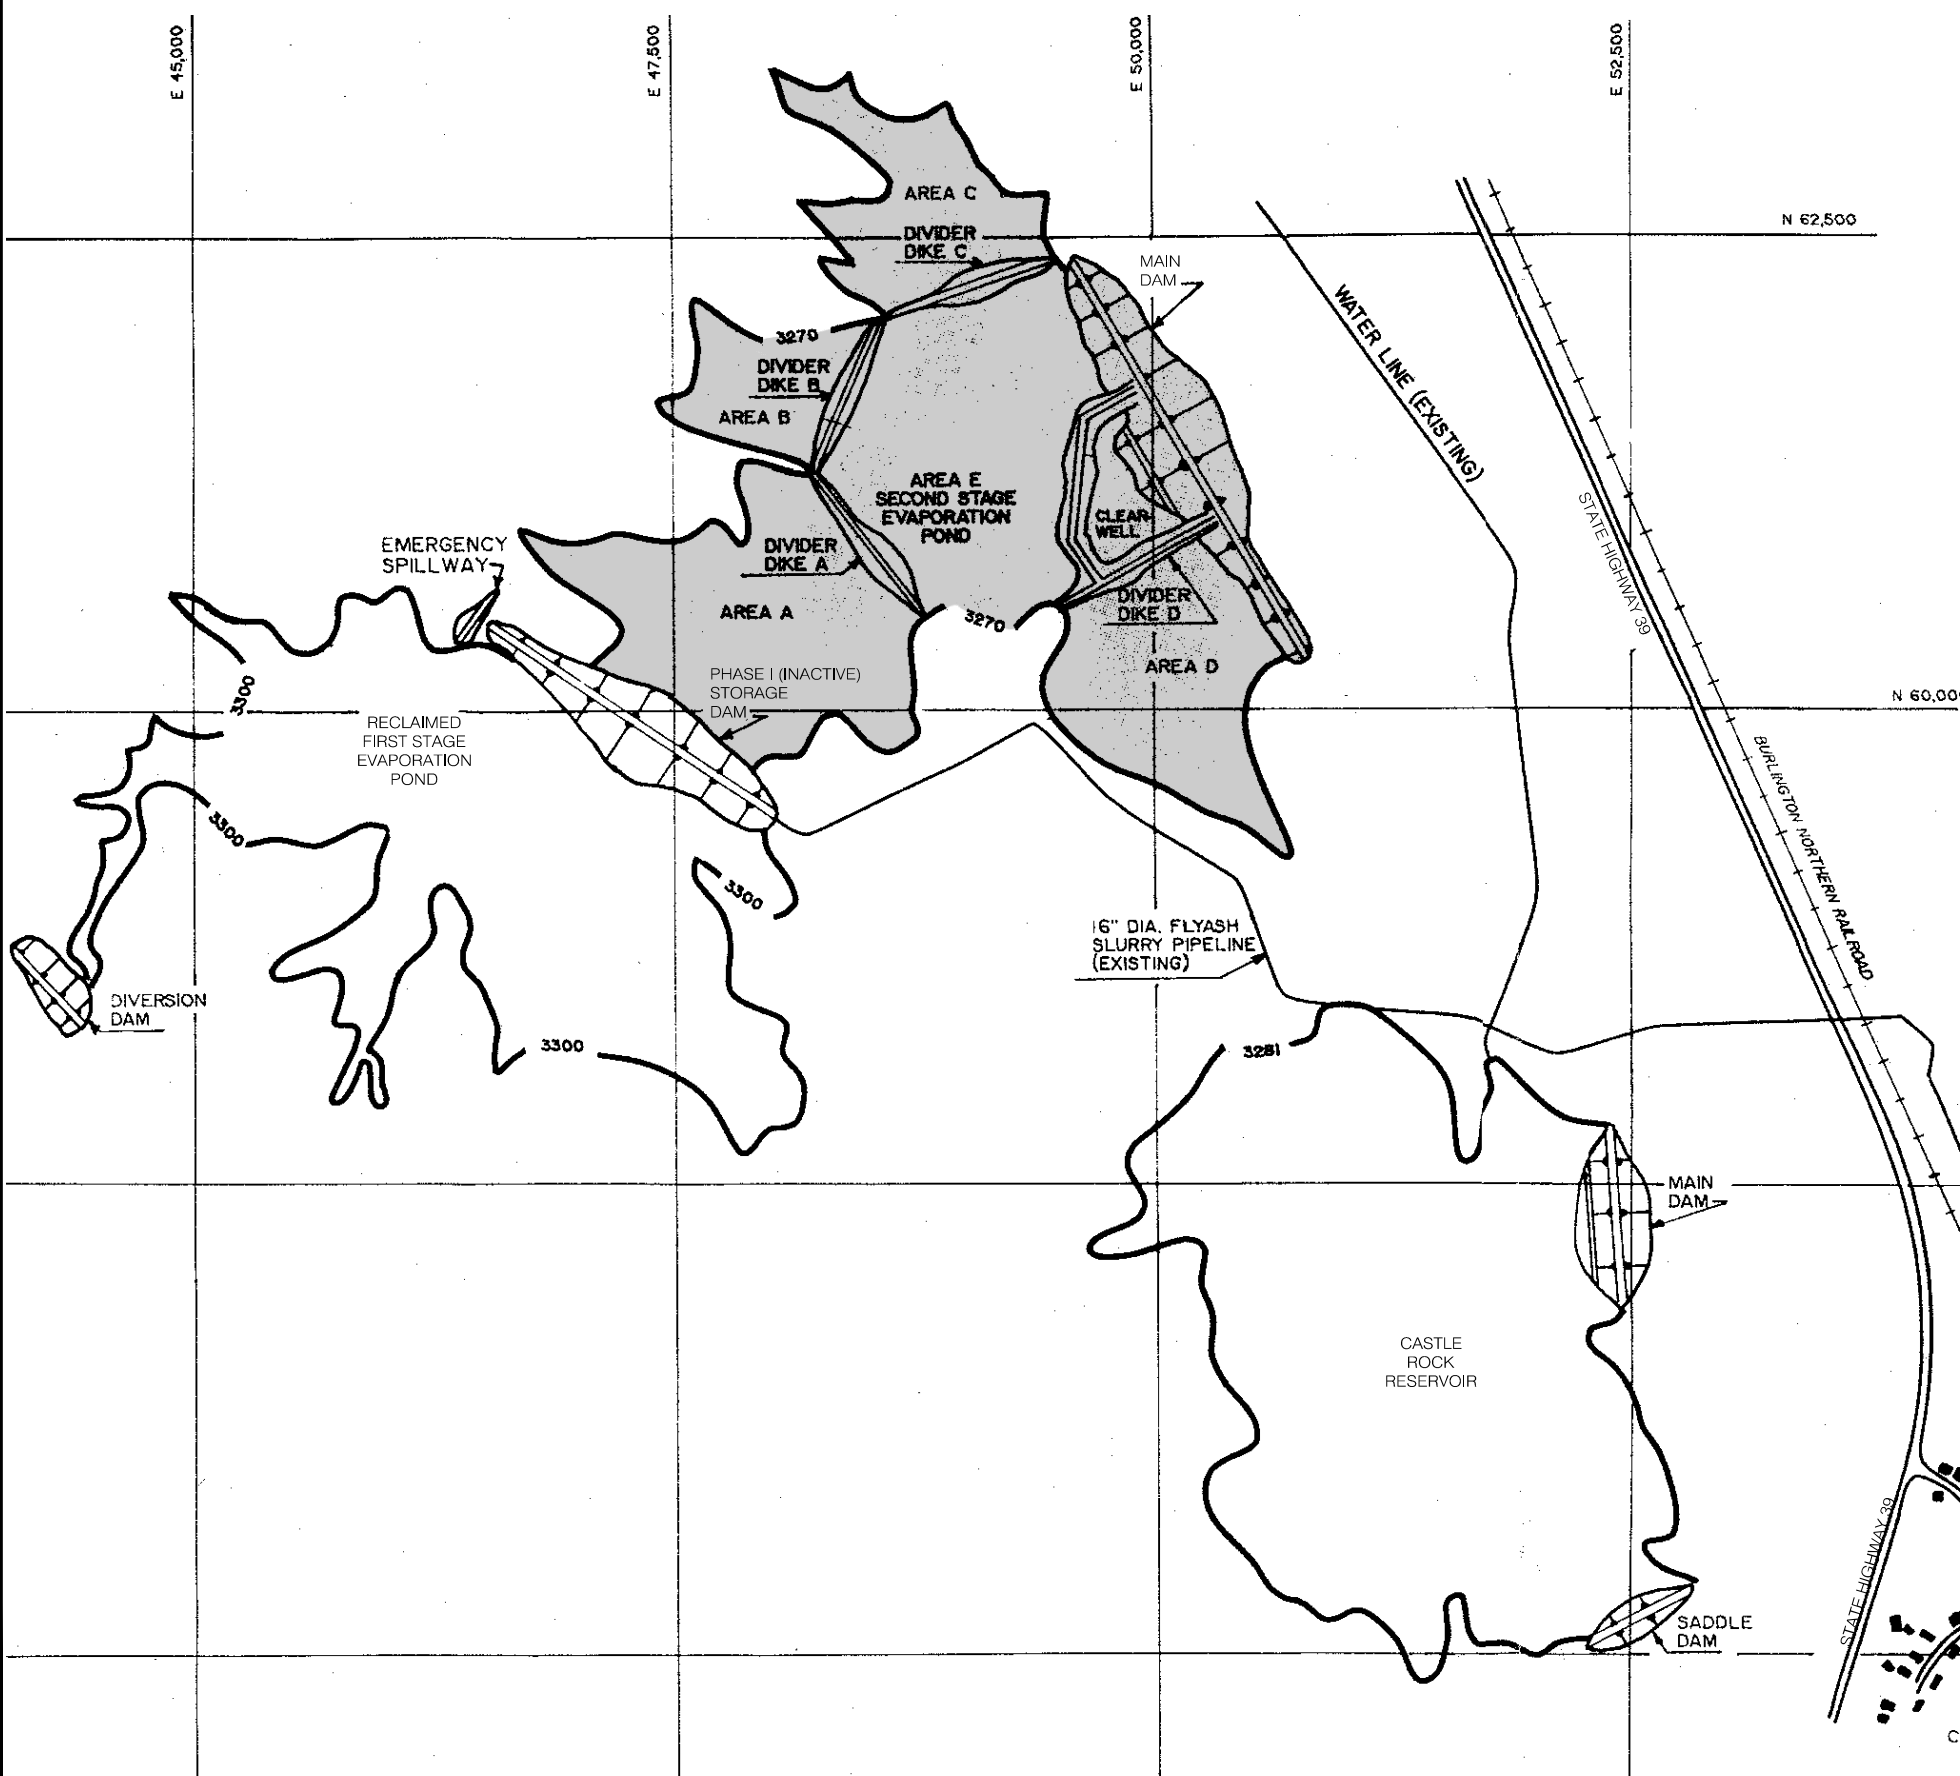 E 45,000
E 47,500
E 50,000
E 52,500
AREA C
N 62,500
DIVIDER
DIKE C
MAIN
DAM
WATER LINE (EXISTING)
3270
DIVIDER
DIKE B
AREA B
AREA E
SECOND STAGE
EVAPORATION
POND
CLEAR
WELL
STATE HIGHWAY 39
EMERGENCY
SPILLWAY
DIVIDER
DIKE A
AREA A
3270
DIVIDER
DIKE D
AREA D
3300
PHASE I (INACTIVE)
STORAGE
DAM
N 60,00
RECLAIMED
FIRST STAGE
EVAPORATION
POND
BURLINGTON NORTHERN RAILROAD
3300
3300
16" DIA. FLYASH
SLURRY PIPELINE
(EXISTING)
DIVERSION
DAM
3300
3281
MAIN
DAM
CASTLE
ROCK
RESERVOIR
STATE HIGHWAY 39
SADDLE
DAM
C